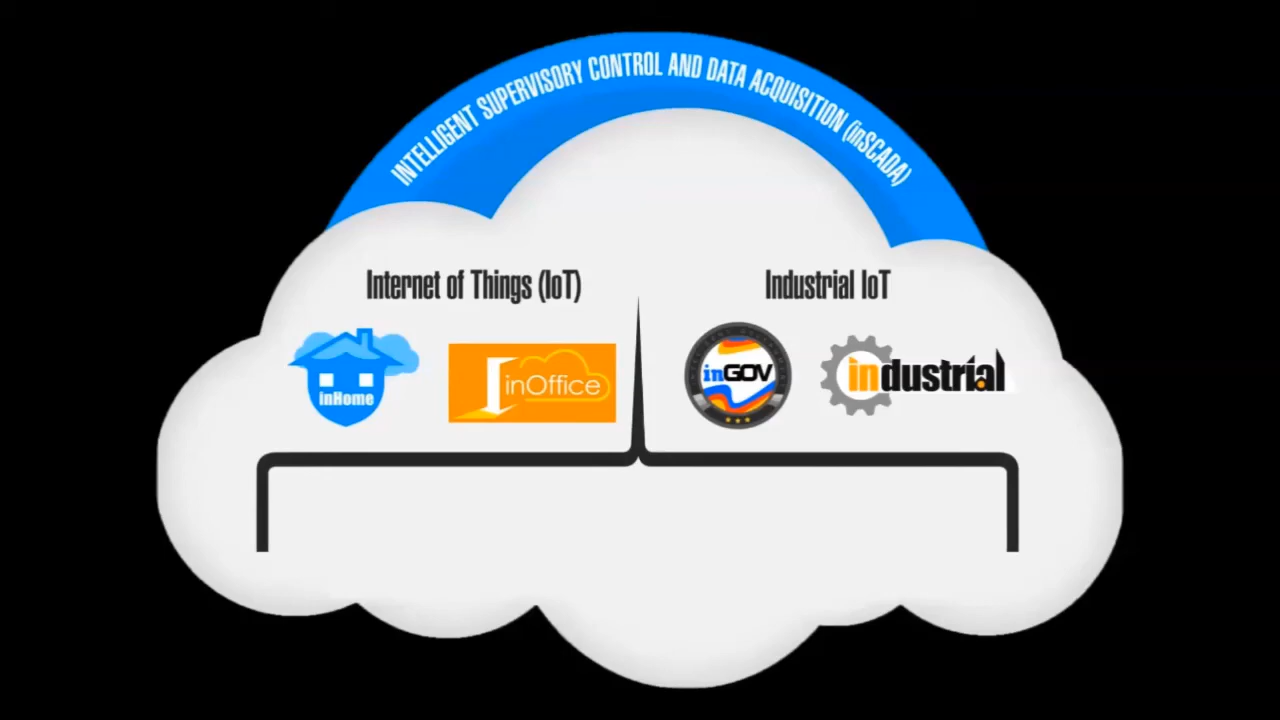 INTELLIGENT SUPERVISORY CONTROL AND DATA ACQUISITION (inSCADA)
Internet of Things (IoT)
Industrial IoT
inHome
inOffice
inGOV
industrial